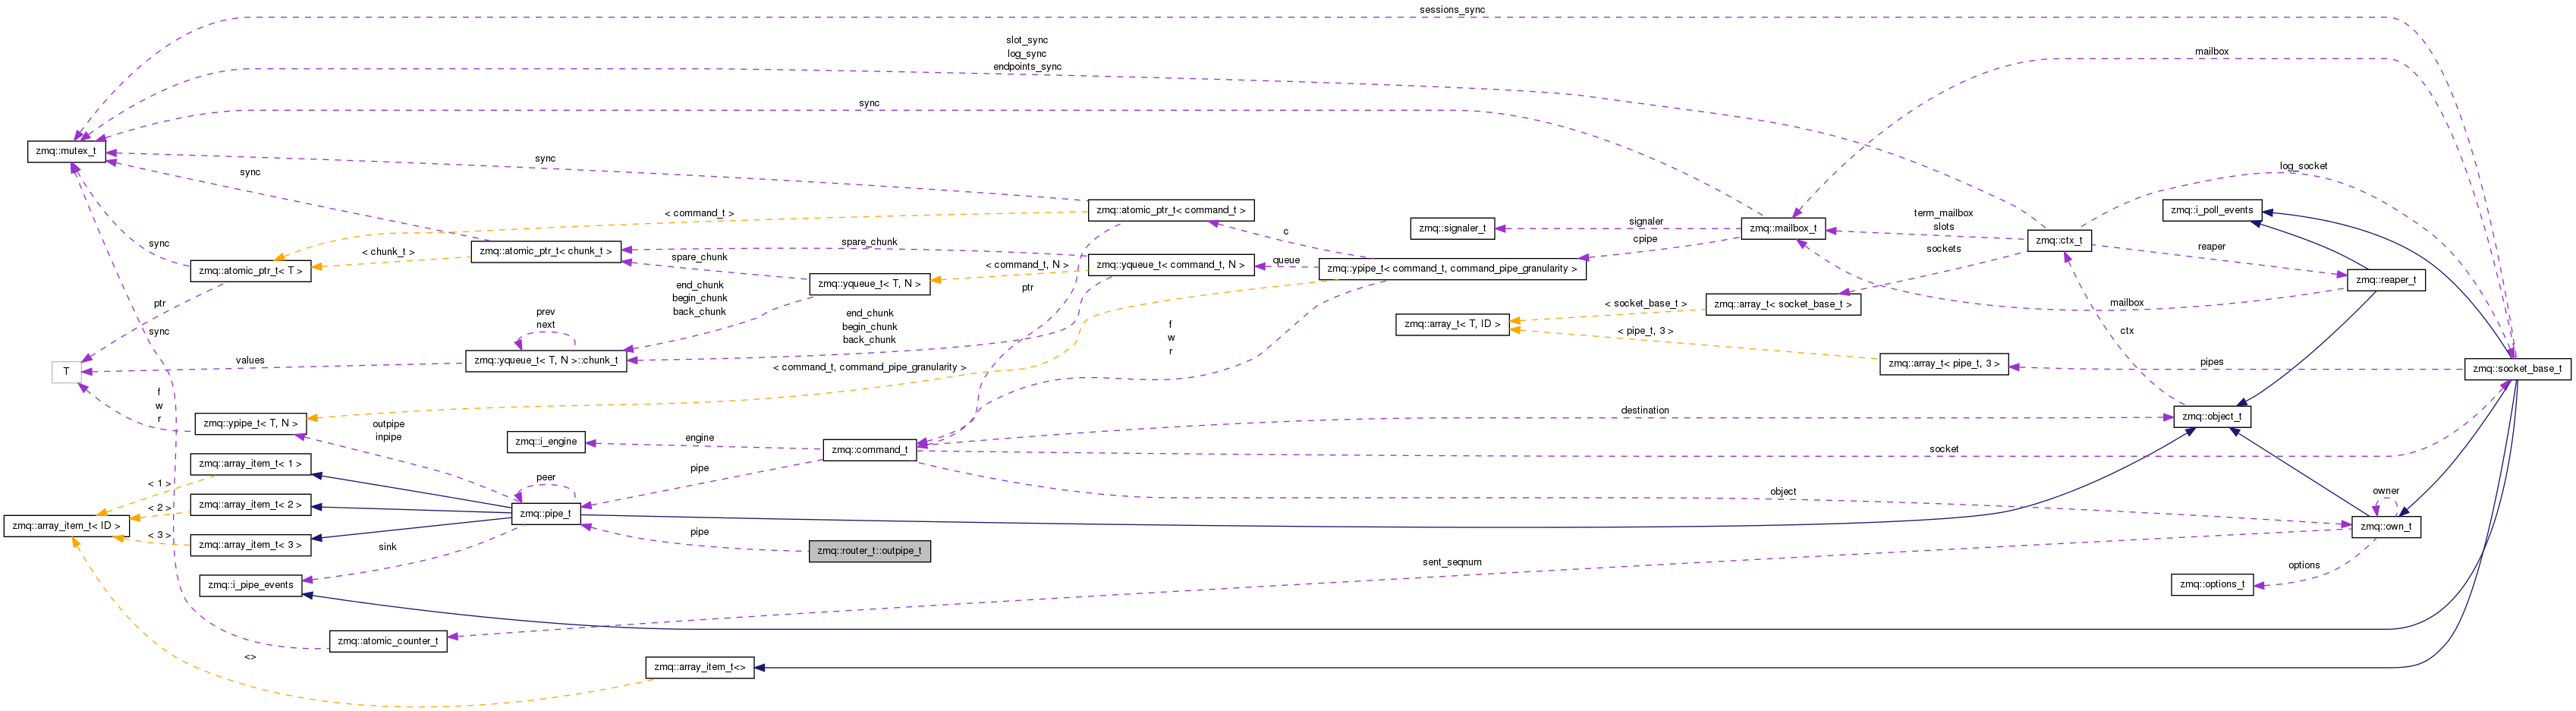 sessions_sync
slot_sync
log_sync
endpoints_sync
mailbox
sync
zmq::mutex_t
sync
sync
log_socket
zmq::atomic_ptr_t< command_t >
zmq::i_poll_events
< command_t >
zmq::signaler_t
signaler
zmq::mailbox_t
term_mailbox
slots
zmq::ctx_t
c
cpipe
sync
< chunk_t >
zmq::atomic_ptr_t< chunk_t >
spare_chunk
spare_chunk
sockets
reaper
zmq::atomic_ptr_t< T >
< command_t, N >
zmq::yqueue_t< command_t, N >
queue
zmq::ypipe_t< command_t, command_pipe_granularity >
zmq::yqueue_t< T, N >
zmq::reaper_t
ptr
end_chunk
begin_chunk
back_chunk
ptr
< socket_base_t >
zmq::array_t< socket_base_t >
mailbox
sync
prev
next
end_chunk
begin_chunk
back_chunk
f
w
r
zmq::array_t< T, ID >
< pipe_t, 3 >
ctx
values
zmq::yqueue_t< T, N >::chunk_t
T
< command_t, command_pipe_granularity >
zmq::array_t< pipe_t, 3 >
pipes
zmq::socket_base_t
f
w
r
zmq::ypipe_t< T, N >
outpipe
inpipe
destination
zmq::object_t
zmq::i_engine
engine
zmq::command_t
socket
zmq::array_item_t< 1 >
pipe
peer
object
owner
< 1 >
zmq::array_item_t< 2 >
< 2 >
zmq::pipe_t
zmq::array_item_t< ID >
zmq::own_t
< 3 >
zmq::array_item_t< 3 >
sink
pipe
zmq::router_t::outpipe_t
sent_seqnum
options
zmq::i_pipe_events
zmq::options_t
zmq::atomic_counter_t
<>
zmq::array_item_t<>